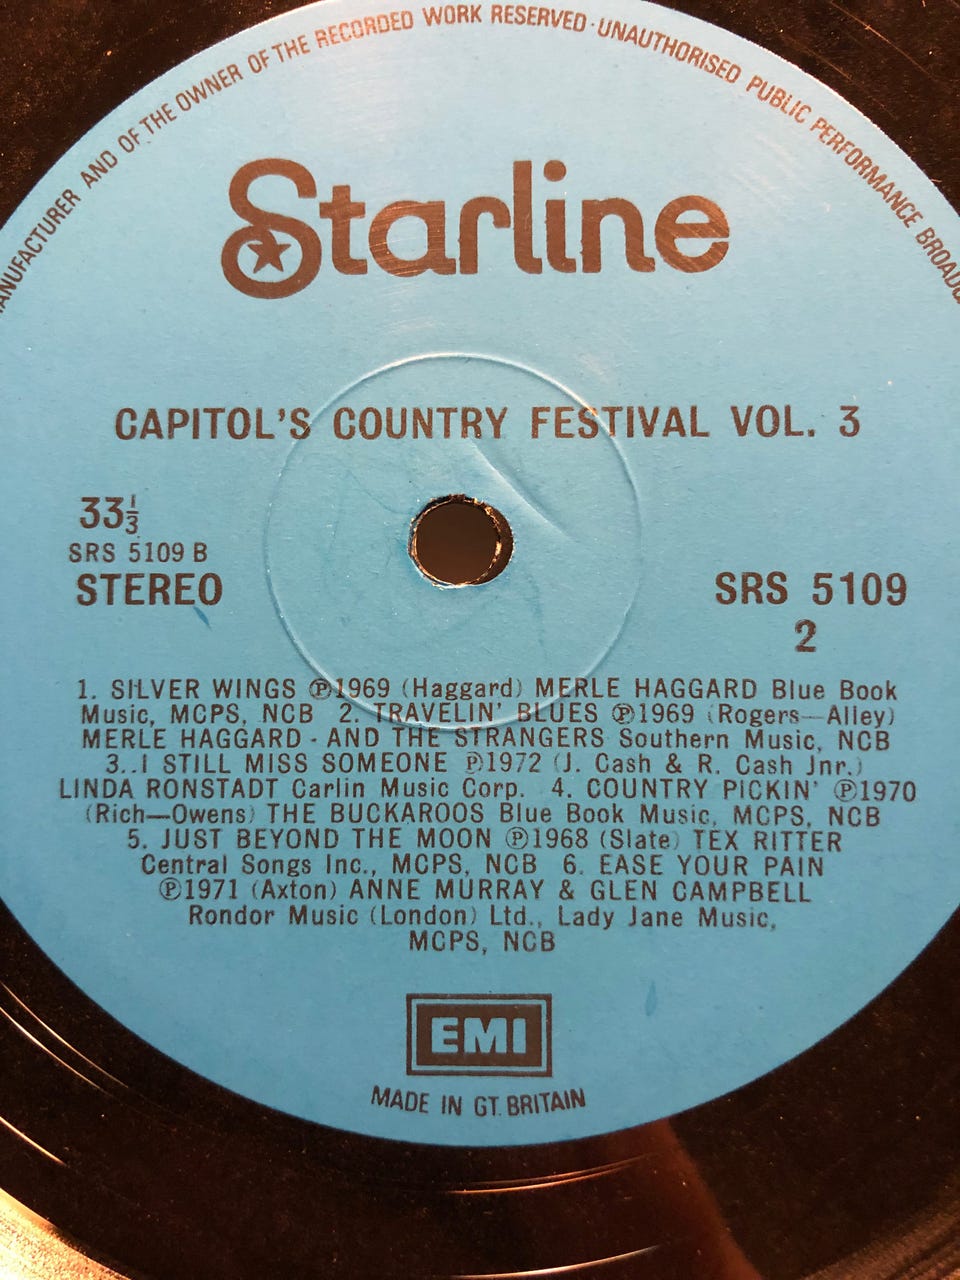 MANUFACTURER AND OF THE OWNER OF THE RECORDED WORK RESERVED · UNAUTHORISED PUBLIC PERFORMANCE
Starline
CAPITOL'S COUNTRY FESTIVAL VOL. 3
33⅓
SRS 5109 B
STEREO
SRS 5109
2
1. SILVER WINGS ℗1969 (Haggard) MERLE HAGGARD Blue Book
Music, MCPS, NCB 2. TRAVELIN' BLUES ℗1969 (Rogers—Alley)
MERLE HAGGARD - AND THE STRANGERS Southern Music, NCB
3..I STILL MISS SOMEONE ℗1972 (J. Cash & R. Cash Jnr.)
LINDA RONSTADT Carlin Music Corp. 4. COUNTRY PICKIN' ℗1970
(Rich—Owens) THE BUCKAROOS Blue Book Music, MCPS, NCB
5. JUST BEYOND THE MOON ℗1968 (Slate) TEX RITTER
Central Songs Inc., MCPS, NCB 6. EASE YOUR PAIN
℗1971 (Axton) ANNE MURRAY & GLEN CAMPBELL
Rondor Music (London) Ltd., Lady Jane Music,
MCPS, NCB
EMI
MADE IN GT. BRITAIN